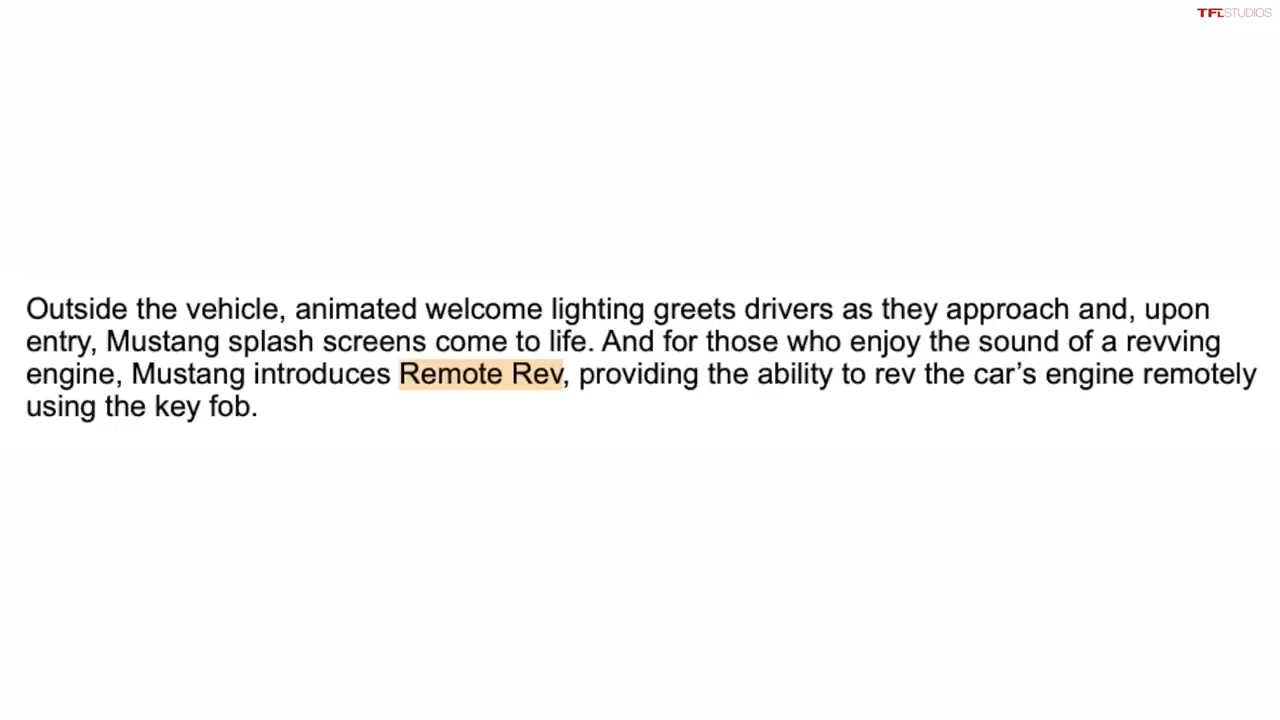 TFLSTUDIOS
Outside the vehicle, animated welcome lighting greets drivers as they approach and, upon
entry, Mustang splash screens come to life. And for those who enjoy the sound of a revving
engine, Mustang introduces Remote Rev, providing the ability to rev the car’s engine remotely
using the key fob.